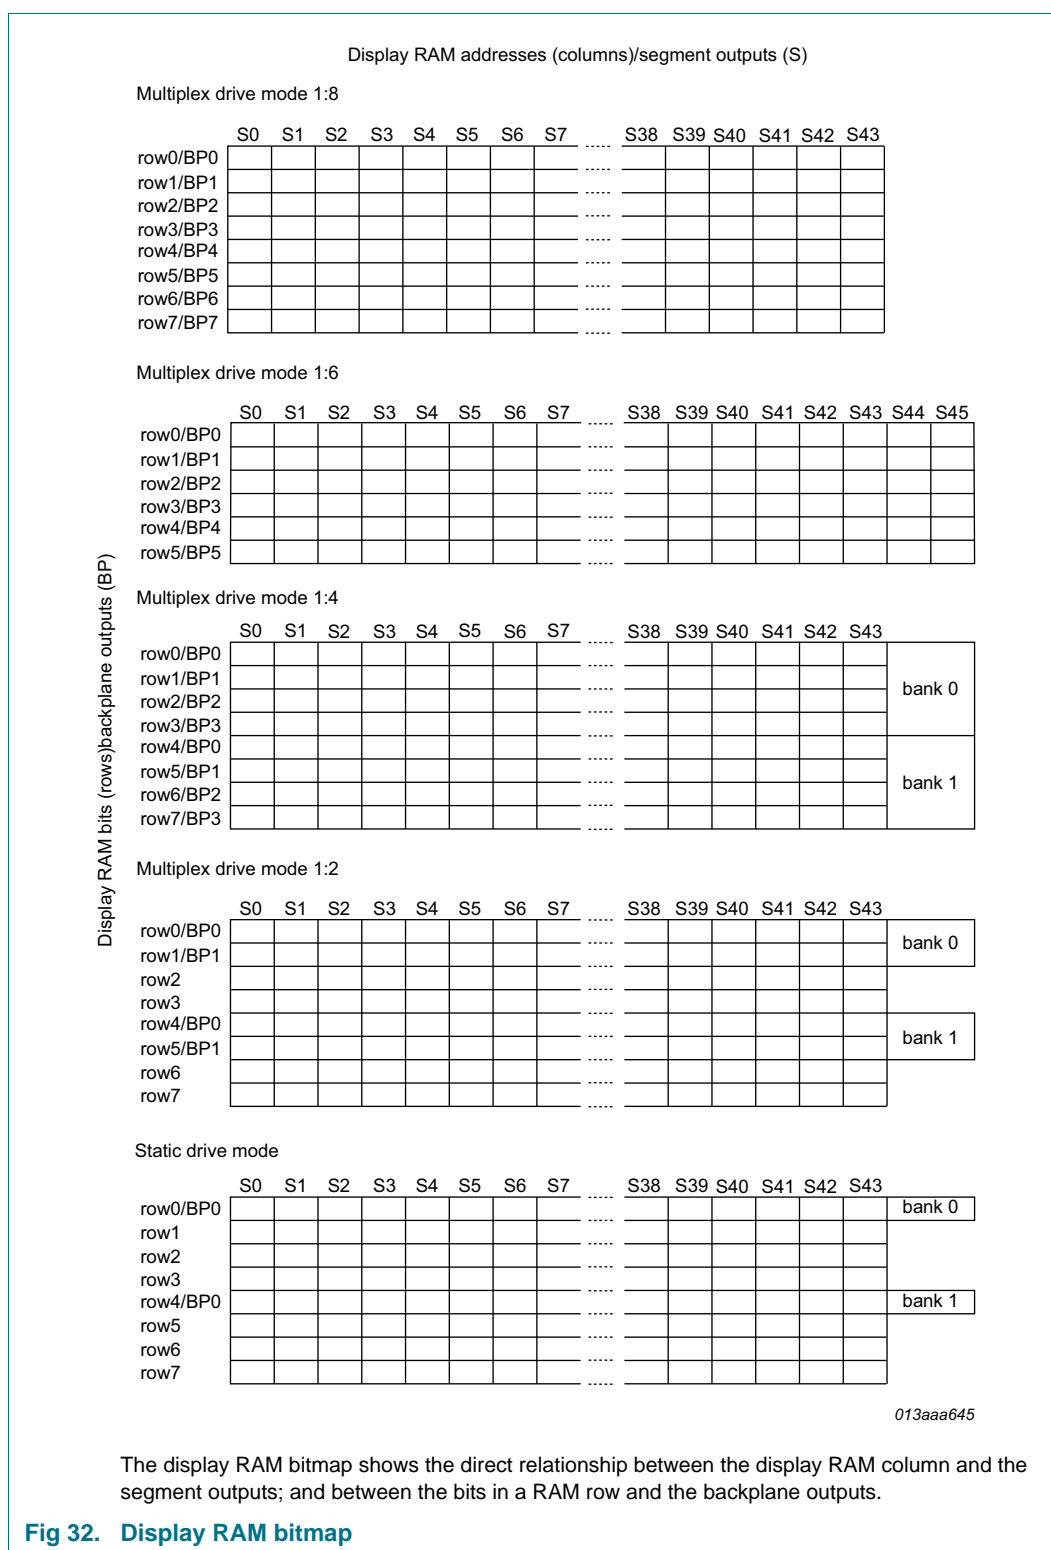 Display RAM addresses (columns)/segment outputs (S)
Multiplex drive mode 1:8
S0 S1 S2 S3 S4 S5 S6 S7 S38 S39 S40 S41 S42 S43
row0/BP0
row1/BP1
row2/BP2
row3/BP3
row4/BP4
row5/BP5
row6/BP6
row7/BP7
Multiplex drive mode 1:6
S0 S1 S2 S3 S4 S5 S6 S7 S38 S39 S40 S41 S42 S43 S44 S45
row0/BP0
row1/BP1
row2/BP2
row3/BP3
row4/BP4
row5/BP5
Display RAM bits (rows)backplane outputs (BP)
Multiplex drive mode 1:4
S0 S1 S2 S3 S4 S5 S6 S7 S38 S39 S40 S41 S42 S43
row0/BP0
row1/BP1
row2/BP2
row3/BP3
bank 0
row4/BP0
row5/BP1
row6/BP2
row7/BP3
bank 1
Multiplex drive mode 1:2
S0 S1 S2 S3 S4 S5 S6 S7 S38 S39 S40 S41 S42 S43
row0/BP0
row1/BP1
bank 0
row2
row3
row4/BP0
row5/BP1
bank 1
row6
row7
Static drive mode
S0 S1 S2 S3 S4 S5 S6 S7 S38 S39 S40 S41 S42 S43
row0/BP0 bank 0
row1
row2
row3
row4/BP0 bank 1
row5
row6
row7
013aaa645
The display RAM bitmap shows the direct relationship between the display RAM column and the
segment outputs; and between the bits in a RAM row and the backplane outputs.
Fig 32. Display RAM bitmap